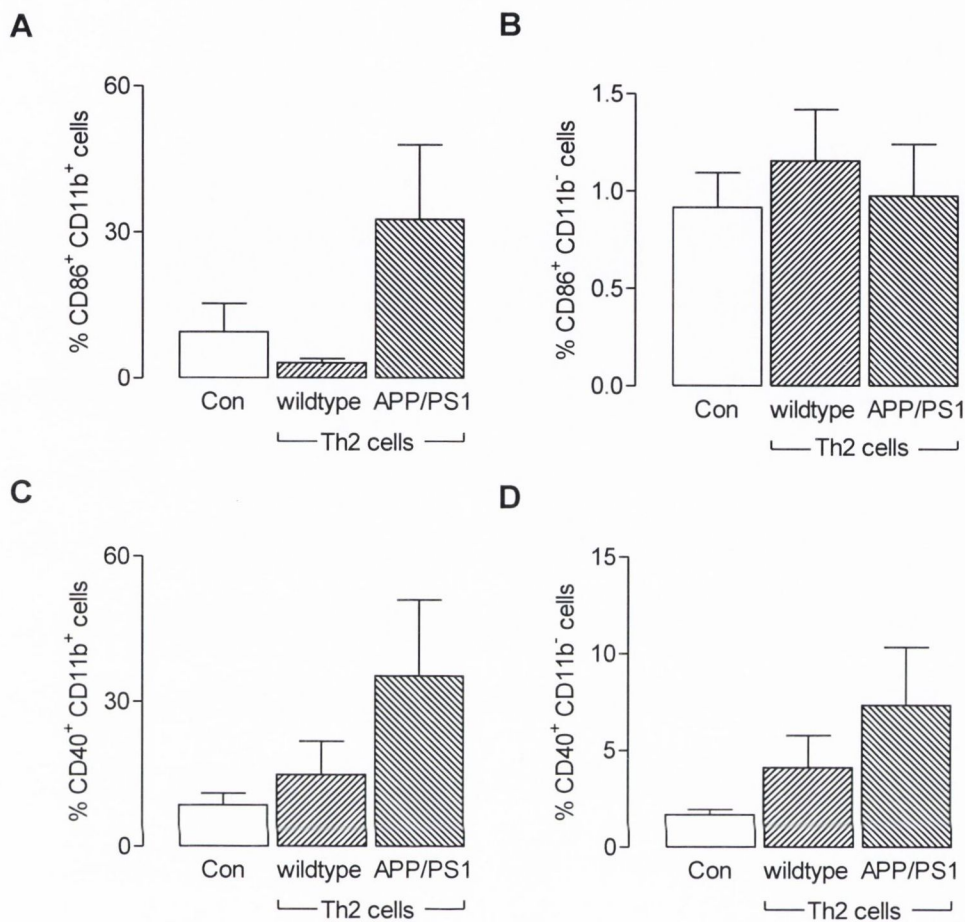 A
% CD86⁺ CD11b⁺ cells
60
30
0
Con wildtype APP/PS1
Th2 cells
B
% CD86⁺ CD11b⁻ cells
1.5
1.0
0.5
0.0
Con wildtype APP/PS1
Th2 cells
C
% CD40⁺ CD11b⁺ cells
60
30
0
Con wildtype APP/PS1
Th2 cells
D
% CD40⁺ CD11b⁻ cells
15
10
5
0
Con wildtype APP/PS1
Th2 cells